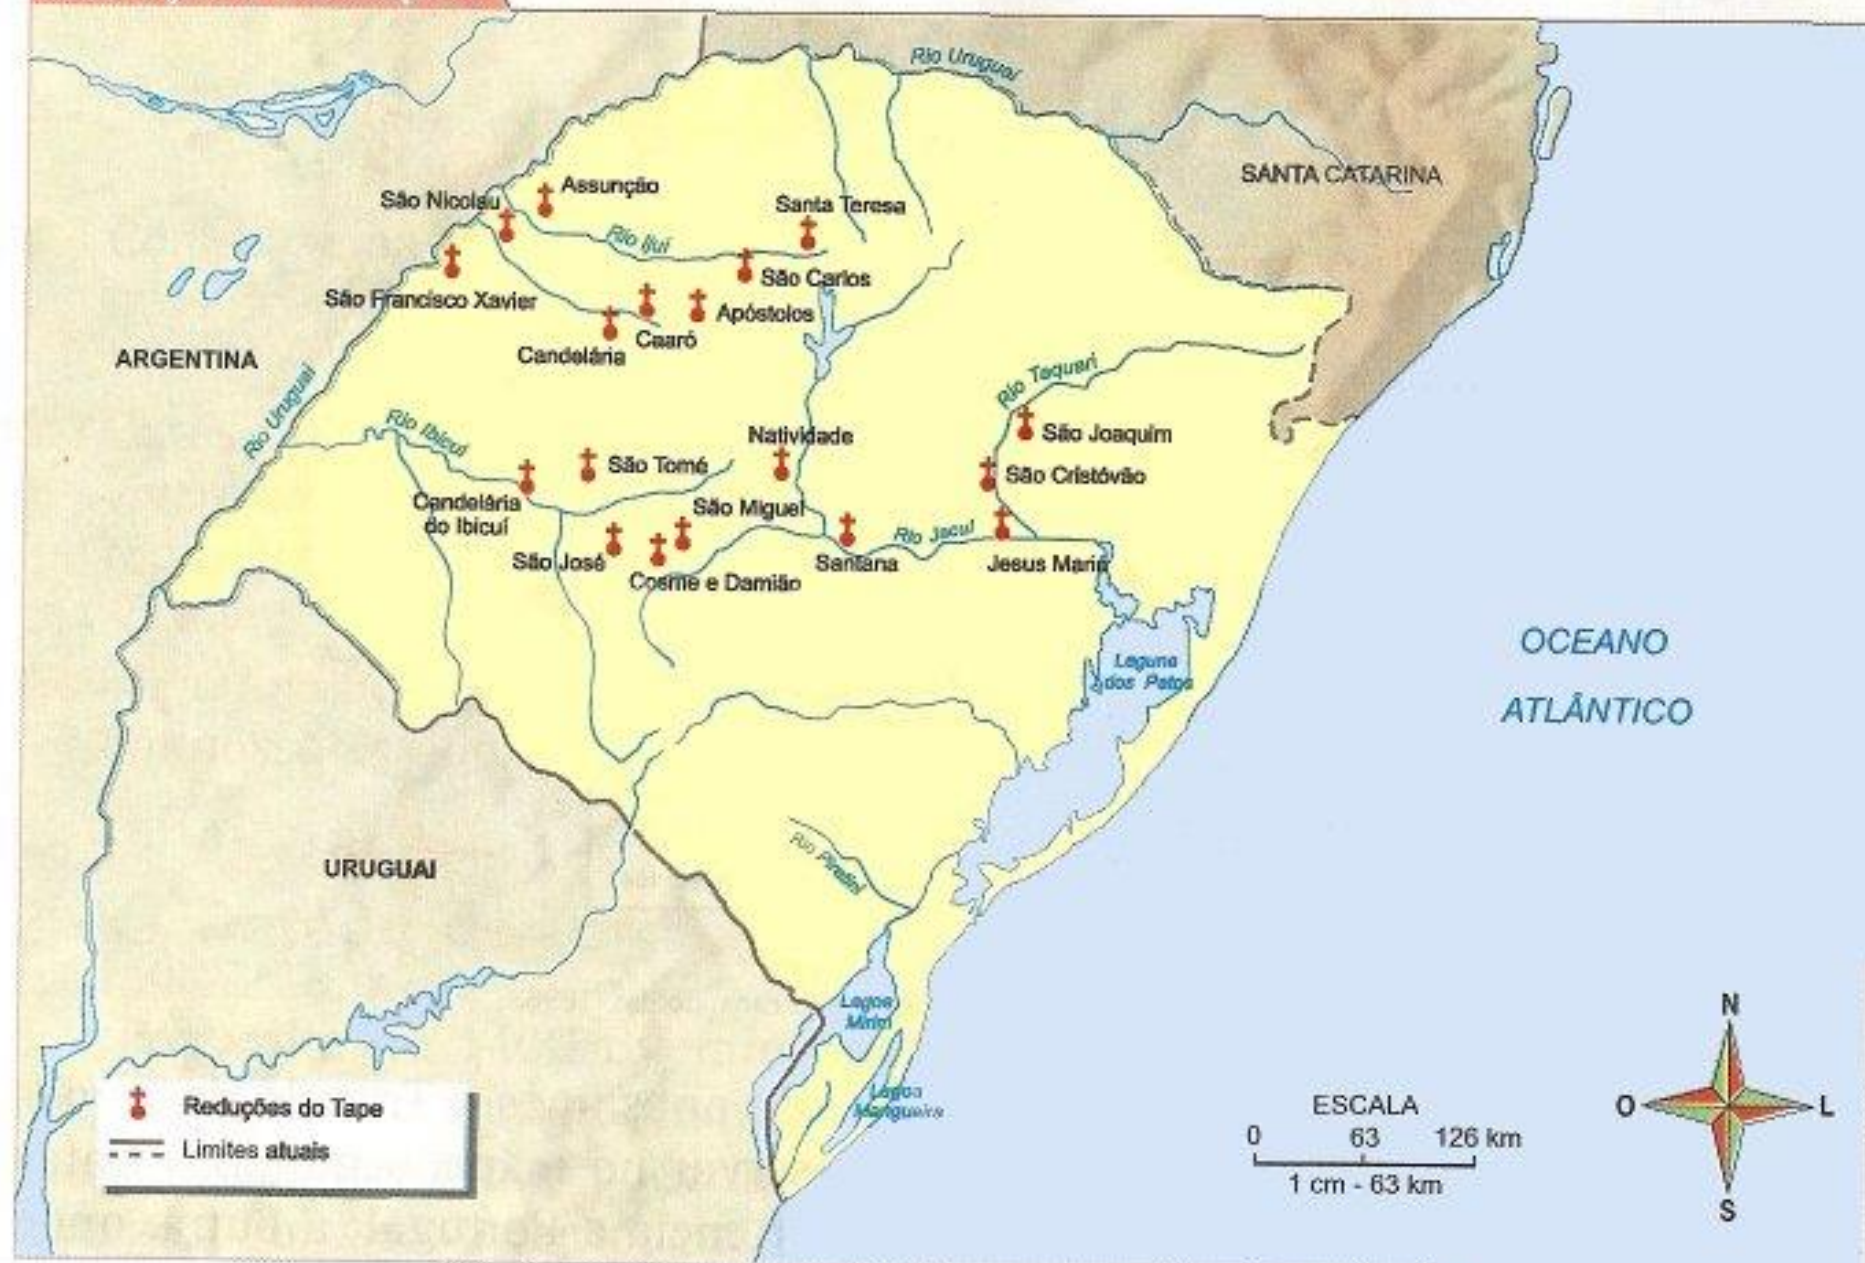 Rio Uruguai
SANTA CATARINA
Assunção
São Nicolau
Santa Teresa
Rio Ijuí
São Carlos
São Francisco Xavier
Apóstolos
Caaró
Candelária
ARGENTINA
Rio Uruguai
Rio Taquari
Rio Ibicuí
Natividade
São Joaquim
São Tomé
São Cristóvão
Candelária
do Ibicuí
São Miguel
São José
Rio Jacuí
Santana
Jesus Maria
Cosme e Damião
OCEANO
ATLÂNTICO
Laguna
dos Patos
URUGUAI
Rio Piratini
Lagoa
Mirim
Lagoa
Mangueira
Reduções do Tape
Limites atuais
ESCALA
0 63 126 km
1 cm - 63 km
N
O
L
S